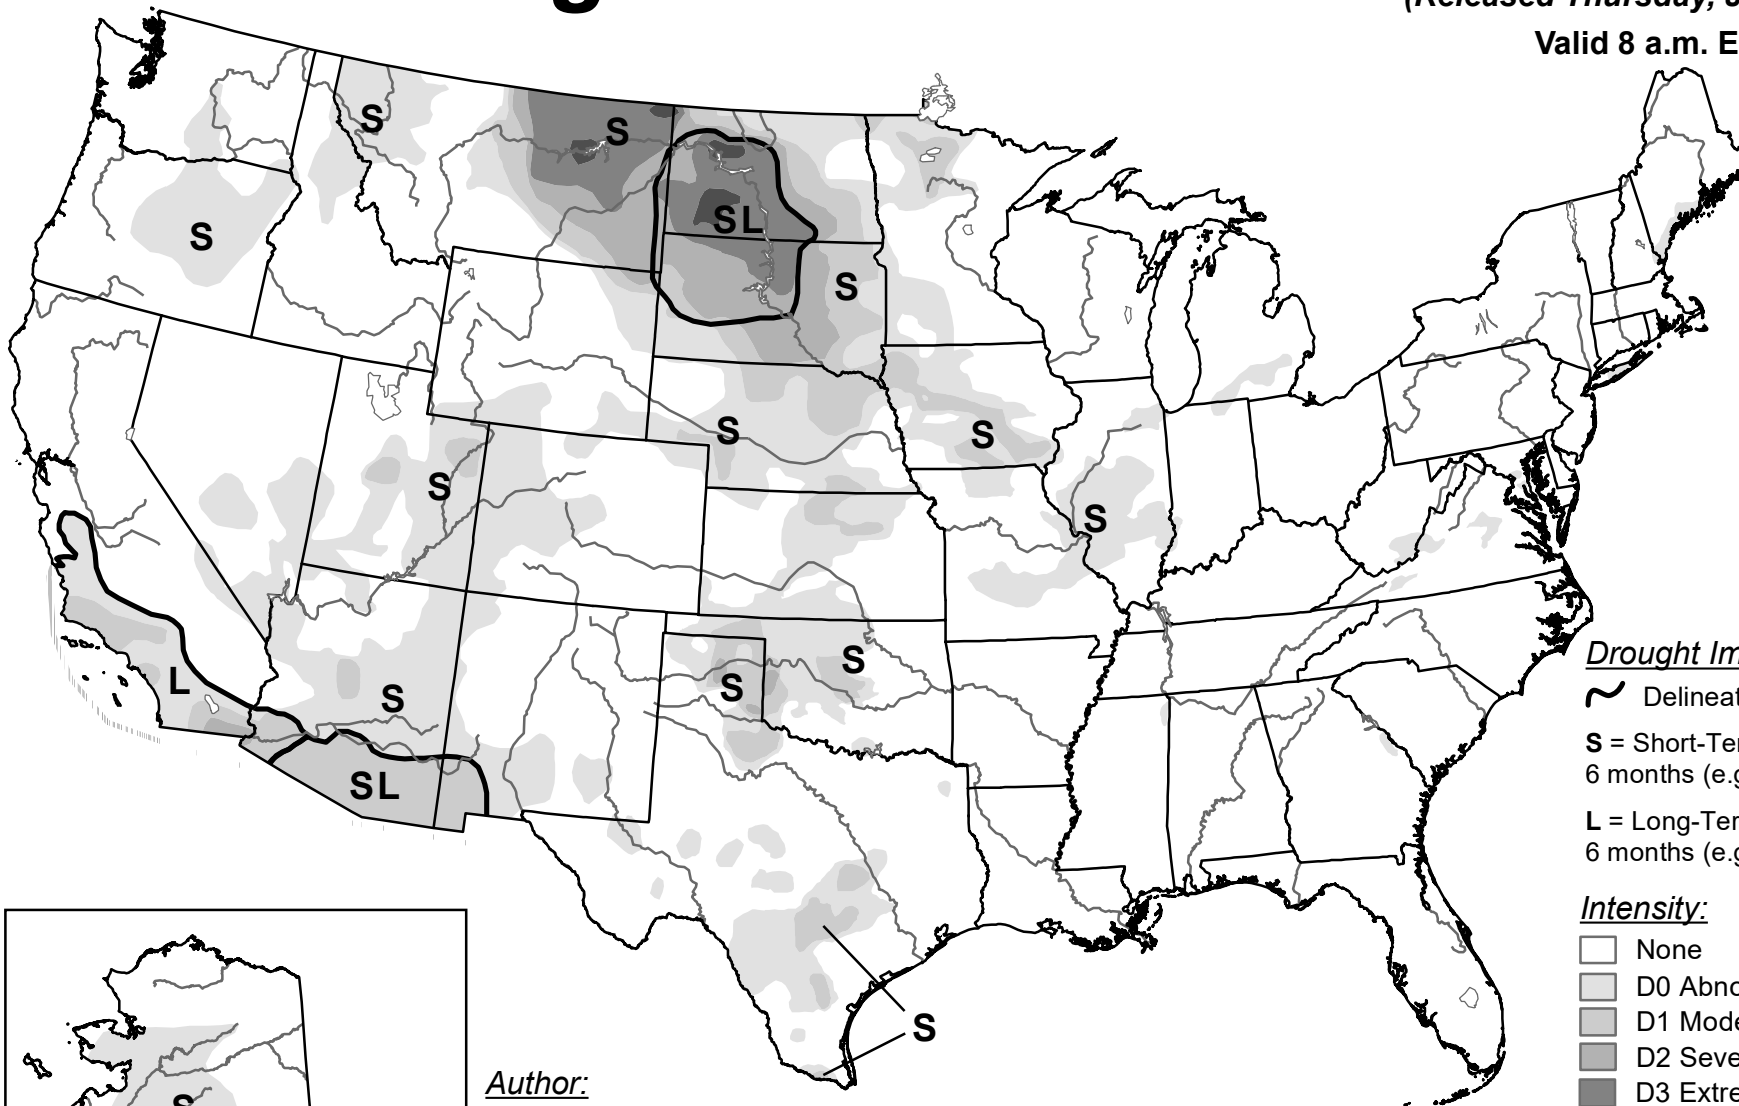 g
(Released Thursday,
Valid 8 a.m. E
S
S
S
SL
S
S
S
S
S
L
S
S
S
SL
S
S
Drought Im
Delineat
S = Short-Ter
6 months (e.g
L = Long-Ter
6 months (e.g
Intensity:
None
D0 Abno
D1 Mode
D2 Seve
D3 Extre
Author: